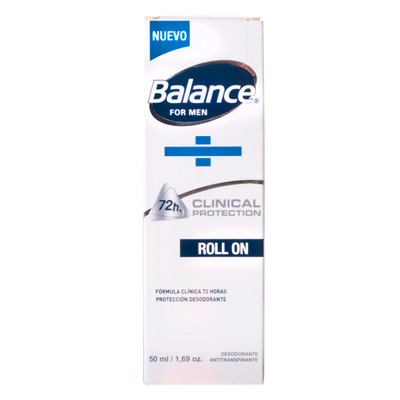 NUEVO
Balance®
FOR MEN
72h.
CLINICAL
PROTECTION
ROLL ON
FÓRMULA CLÍNICA 72 HORAS
PROTECCIÓN DESODORANTE
50 ml / 1,69 oz.
DESODORANTE
ANTITRANSPIRANTE